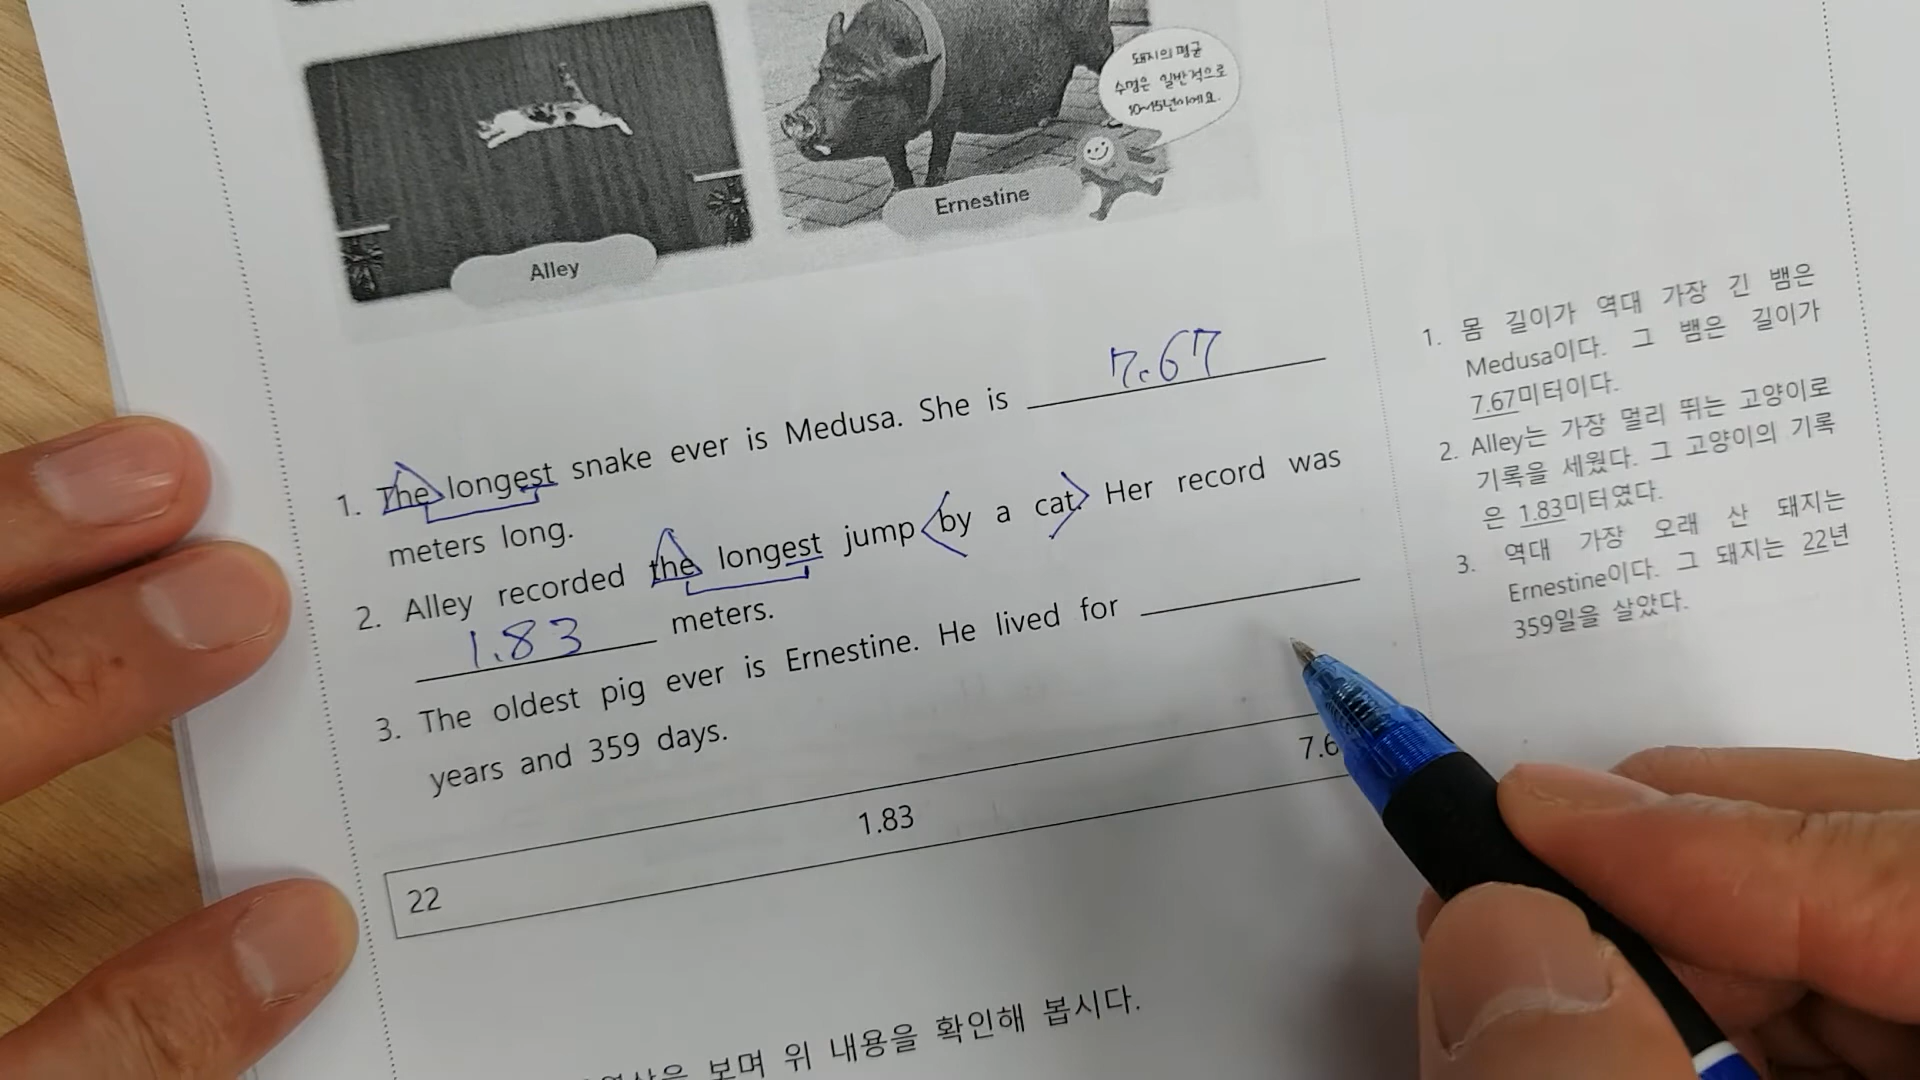 돼지의 평균
수명은 일반적으로
10~15년이에요.
Ernestine
Alley
1. The longest snake ever is Medusa. She is 7.67
meters long.
2. Alley recorded the longest jump by a cat. Her record was
1.83 meters.
3. The oldest pig ever is Ernestine. He lived for
years and 359 days.
22 1.83 7.6
보며 위 내용을 확인해 봅시다.
1. 몸 길이가 역대 가장 긴 뱀은
Medusa이다. 그 뱀은 길이가
7.67미터이다.
2. Alley는 가장 멀리 뛰는 고양이로
기록을 세웠다. 그 고양이의 기록
은 1.83미터였다.
3. 역대 가장 오래 산 돼지는
Ernestine이다. 그 돼지는 22년
359일을 살았다.